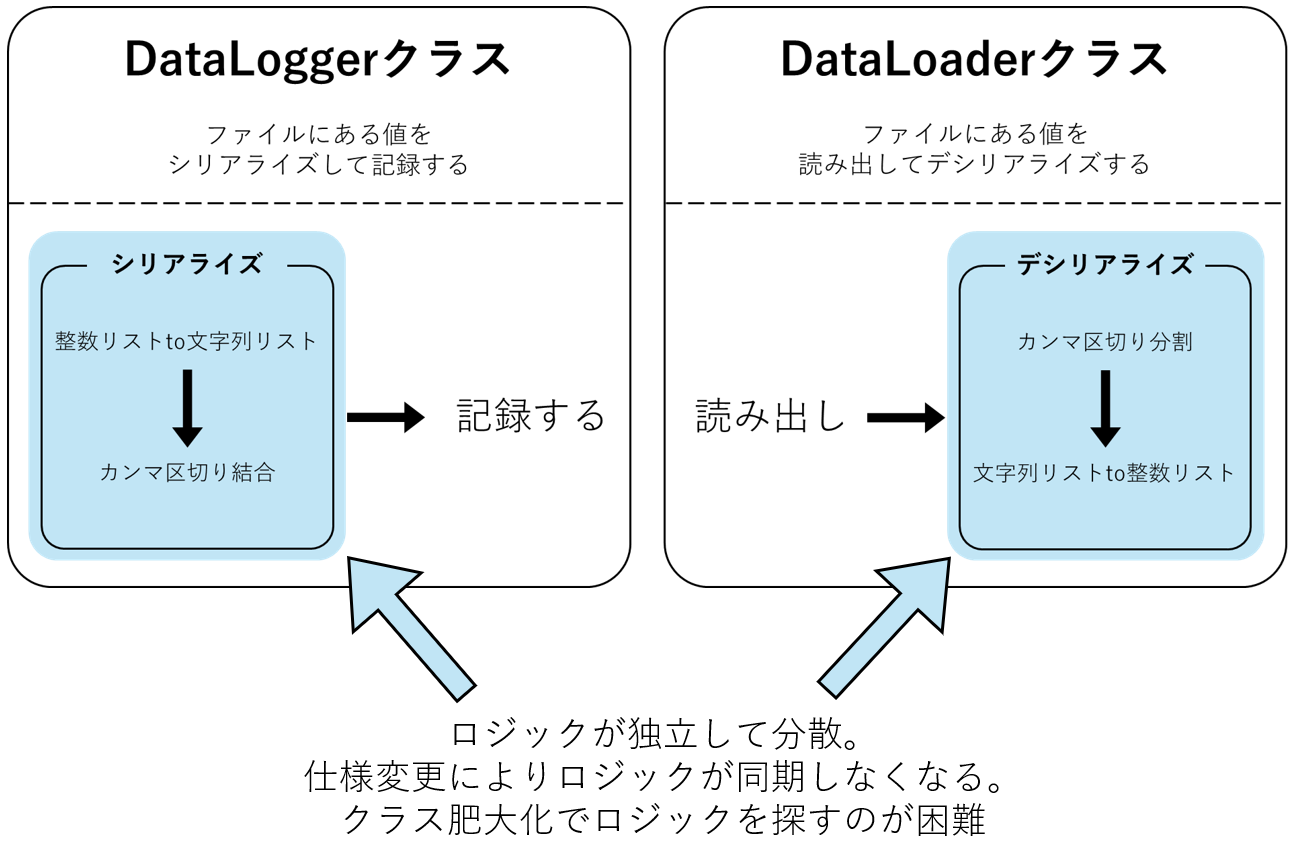 DataLoggerクラス
ファイルにある値を
シリアライズして記録する
シリアライズ
整数リストto文字列リスト
カンマ区切り結合
記録する
DataLoaderクラス
ファイルにある値を
読み出してデシリアライズする
読み出し
デシリアライズ
カンマ区切り分割
文字列リストto整数リスト
ロジックが独立して分散。
仕様変更によりロジックが同期しなくなる。
クラス肥大化でロジックを探すのが困難